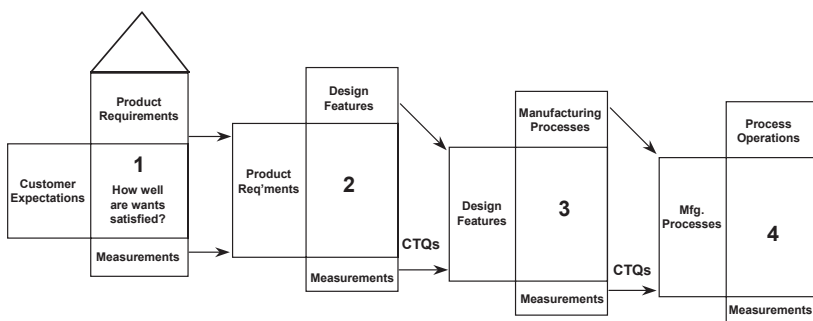 Product
Requirements
Customer
Expectations
1
How well
are wants
satisfied?
Measurements
Design
Features
Product
Req'ments
2
CTQs
Measurements
Manufacturing
Processes
Design
Features
3
CTQs
Measurements
Process
Operations
Mfg.
Processes
4
Measurements